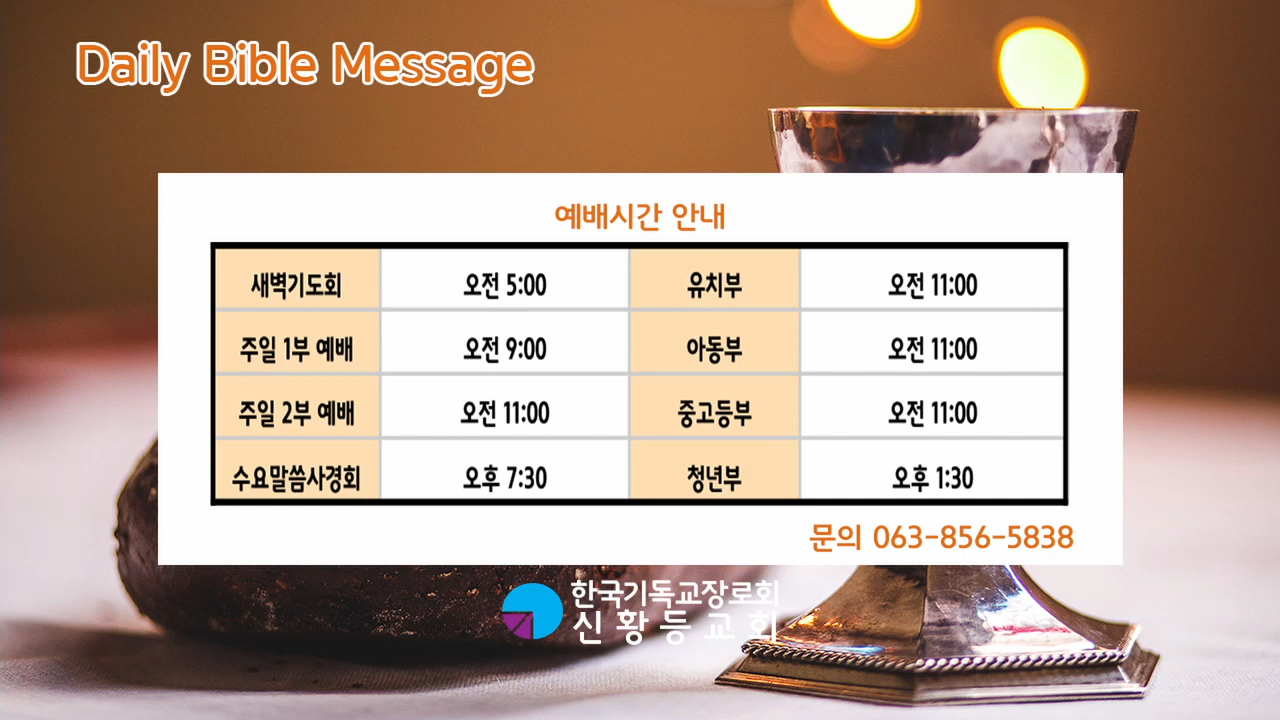 Daily Bible Message
예배시간 안내
새벽기도회 오전 5:00 유치부 오전 11:00
주일 1부 예배 오전 9:00 아동부 오전 11:00
주일 2부 예배 오전 11:00 중고등부 오전 11:00
수요말씀사경회 오후 7:30 청년부 오후 1:30
문의 063-856-5838
한국기독교장로회
신황등교회